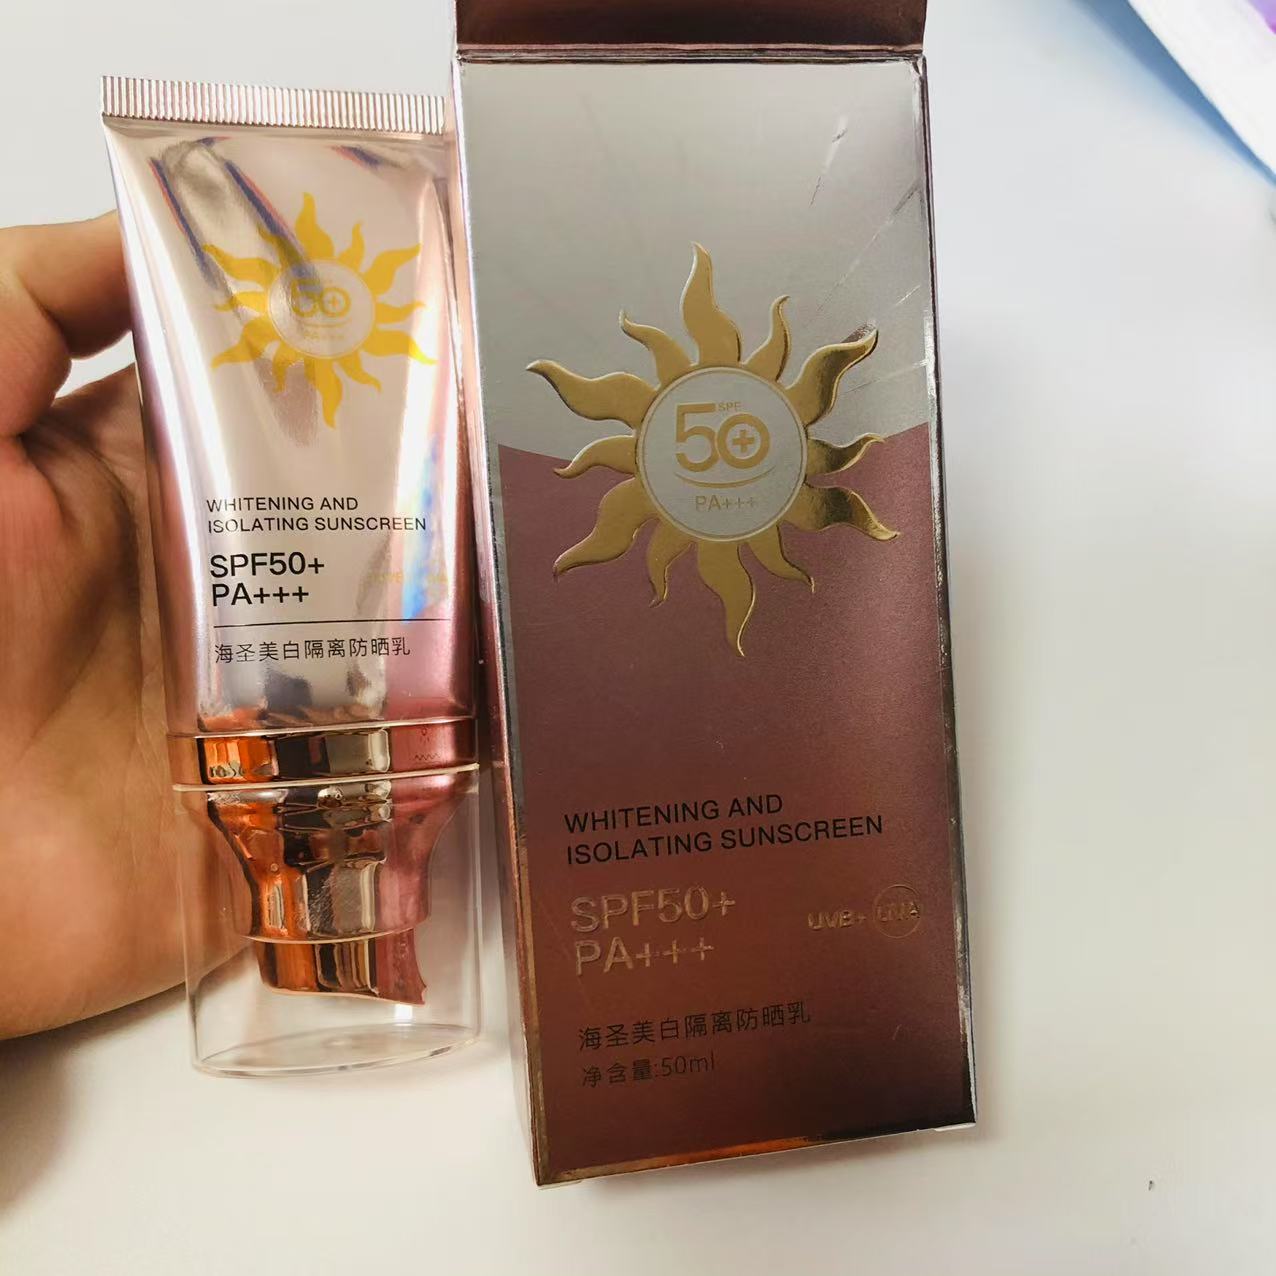 50+
PA+++
WHITENING AND
ISOLATING SUNSCREEN
SPF50+
PA+++
海圣美白隔离防晒乳
SPF
50+
PA+++
WHITENING AND
ISOLATING SUNSCREEN
SPF50+
PA+++
UVB+ UVA
海圣美白隔离防晒乳
净含量:50ml